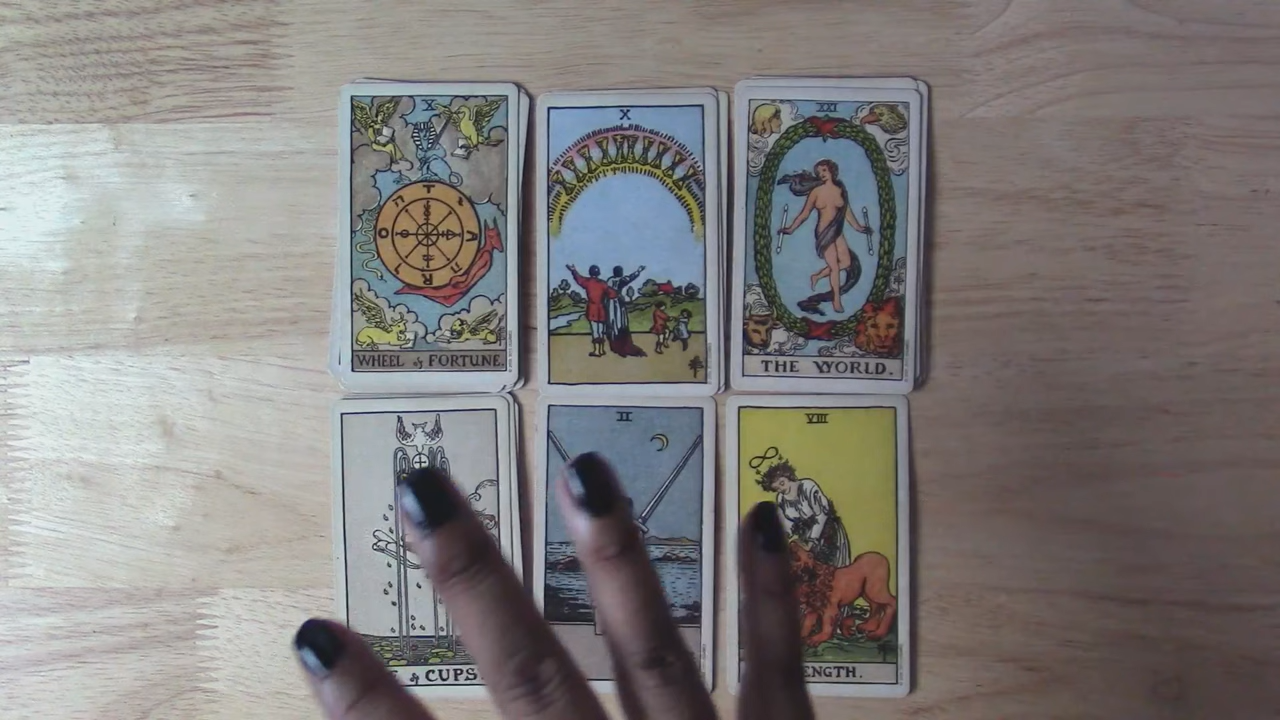 X
T
A
R
O
WHEEL of FORTUNE.
X
XXI
THE WORLD.
CUPS
II
VIII
ENGTH.